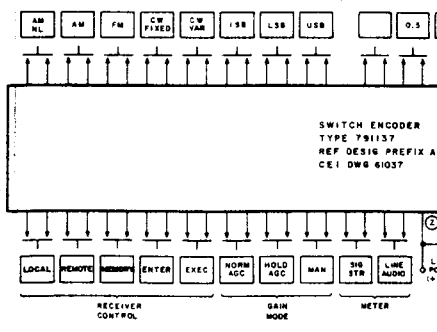 AM NL
AM
FM
CW FIXED
CW VAR
ISB
LSB
USB
0.5
SWITCH ENCODER
TYPE 791137
REF DESIG PREFIX A
CEI DWG 61037
2
LOCAL
REMOTE
MEMORY
ENTER
EXEC
NORM AGC
HOLD AGC
MAN
SIG STR
LINE AUDIO
L
PO
(+
RECEIVER CONTROL
GAIN MODE
METER